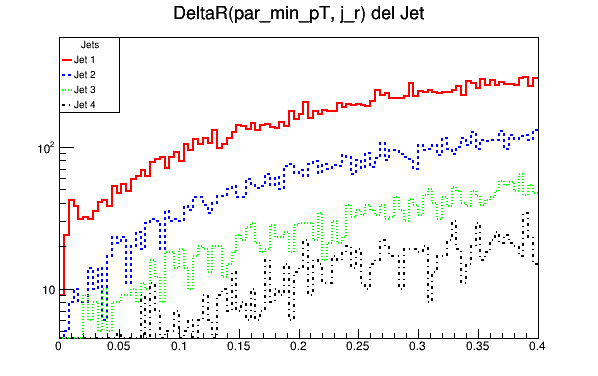 DeltaR(par_min_pT, j_r) del Jet
Jets
Jet 1
Jet 2
Jet 3
Jet 4
10²
10
0 0.05 0.1 0.15 0.2 0.25 0.3 0.35 0.4